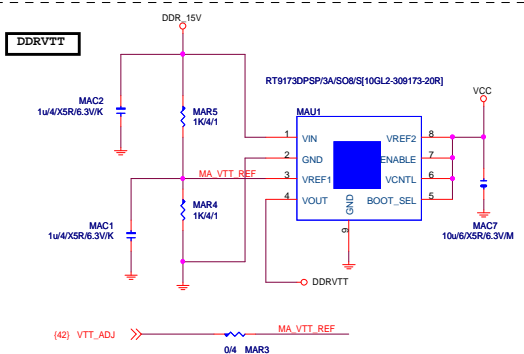 DDR_15V
DDRVTT
RT9173DPSP/3A/SO8/S[10GL2-309173-20R]
VCC
MAC2
1u/4/X5R/6.3V/K
MAR5
1K/4/1
MAU1
1 VIN VREF2 8
2 GND ENABLE 7
MA_VTT_REF 3 VREF1 VCNTL 6
4 VOUT BOOT_SEL 5
GND
9
MAR4
1K/4/1
MAC1
1u/4/X5R/6.3V/K
MAC7
10u/6/X5R/6.3V/M
DDRVTT
{42} VTT_ADJ MA_VTT_REF
0/4 MAR3